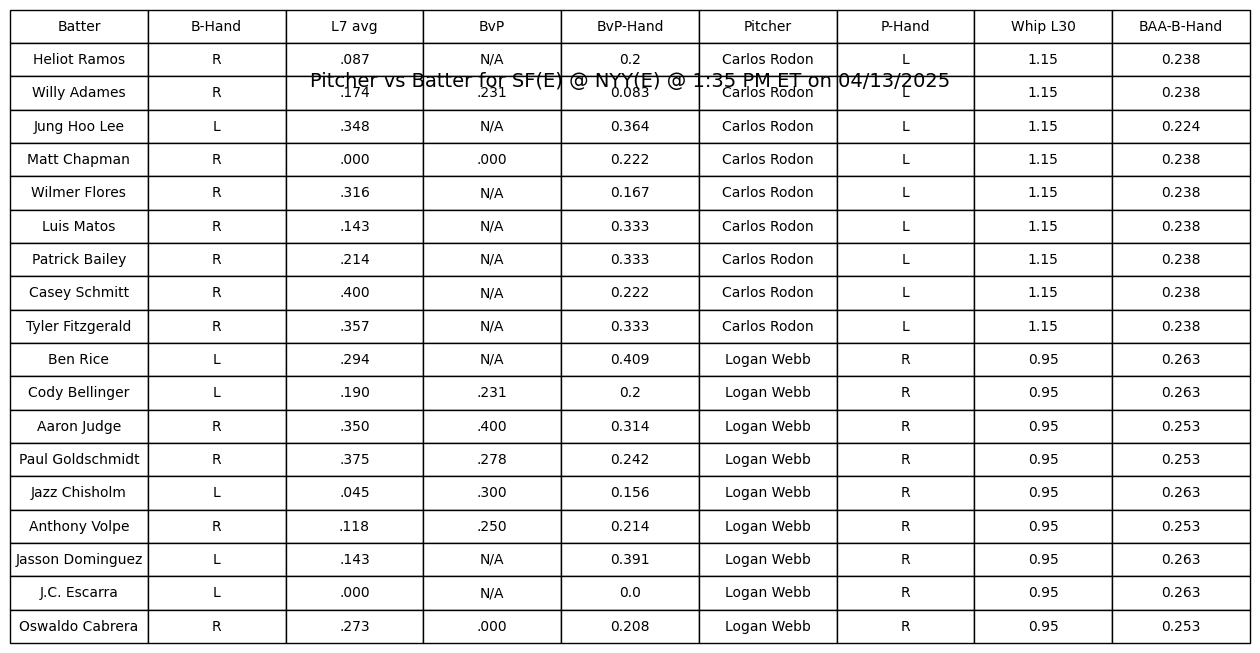 Batter B-Hand L7 avg BvP BvP-Hand Pitcher P-Hand Whip L30 BAA-B-Hand
Heliot Ramos R .087 N/A 0.2 Carlos Rodon L 1.15 0.238
Pitcher vs Batter for SF(E) @ NYY(E) @ 1:35 PM ET on 04/13/2025
Willy Adames R .174 .231 0.083 Carlos Rodon L 1.15 0.238
Jung Hoo Lee L .348 N/A 0.364 Carlos Rodon L 1.15 0.224
Matt Chapman R .000 .000 0.222 Carlos Rodon L 1.15 0.238
Wilmer Flores R .316 N/A 0.167 Carlos Rodon L 1.15 0.238
Luis Matos R .143 N/A 0.333 Carlos Rodon L 1.15 0.238
Patrick Bailey R .214 N/A 0.333 Carlos Rodon L 1.15 0.238
Casey Schmitt R .400 N/A 0.222 Carlos Rodon L 1.15 0.238
Tyler Fitzgerald R .357 N/A 0.333 Carlos Rodon L 1.15 0.238
Ben Rice L .294 N/A 0.409 Logan Webb R 0.95 0.263
Cody Bellinger L .190 .231 0.2 Logan Webb R 0.95 0.263
Aaron Judge R .350 .400 0.314 Logan Webb R 0.95 0.253
Paul Goldschmidt R .375 .278 0.242 Logan Webb R 0.95 0.253
Jazz Chisholm L .045 .300 0.156 Logan Webb R 0.95 0.263
Anthony Volpe R .118 .250 0.214 Logan Webb R 0.95 0.253
Jasson Dominguez L .143 N/A 0.391 Logan Webb R 0.95 0.263
J.C. Escarra L .000 N/A 0.0 Logan Webb R 0.95 0.263
Oswaldo Cabrera R .273 .000 0.208 Logan Webb R 0.95 0.253